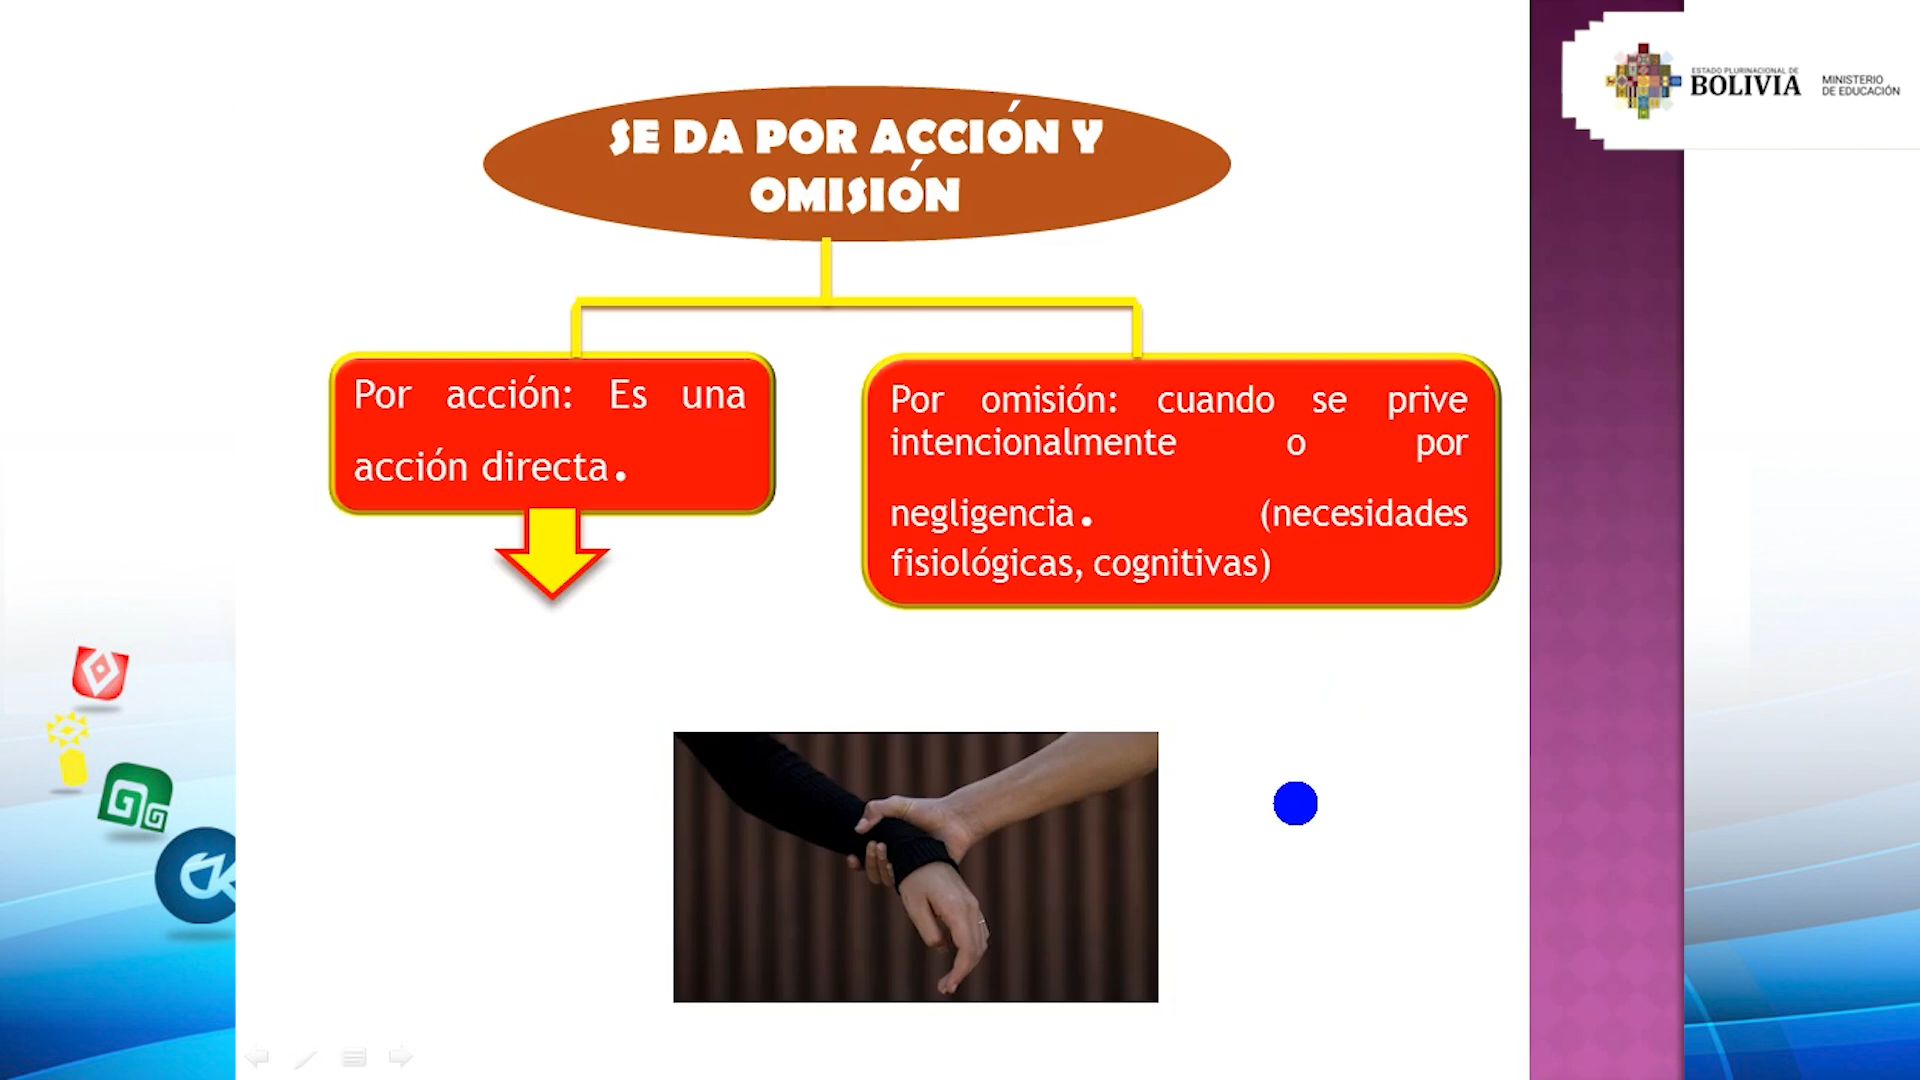 ESTADO PLURINACIONAL DE
BOLIVIA
MINISTERIO
DE EDUCACIÓN
SE DA POR ACCIÓN Y
OMISIÓN
Por acción: Es una
acción directa.
Por omisión: cuando se prive
intencionalmente o por
negligencia. (necesidades
fisiológicas, cognitivas)